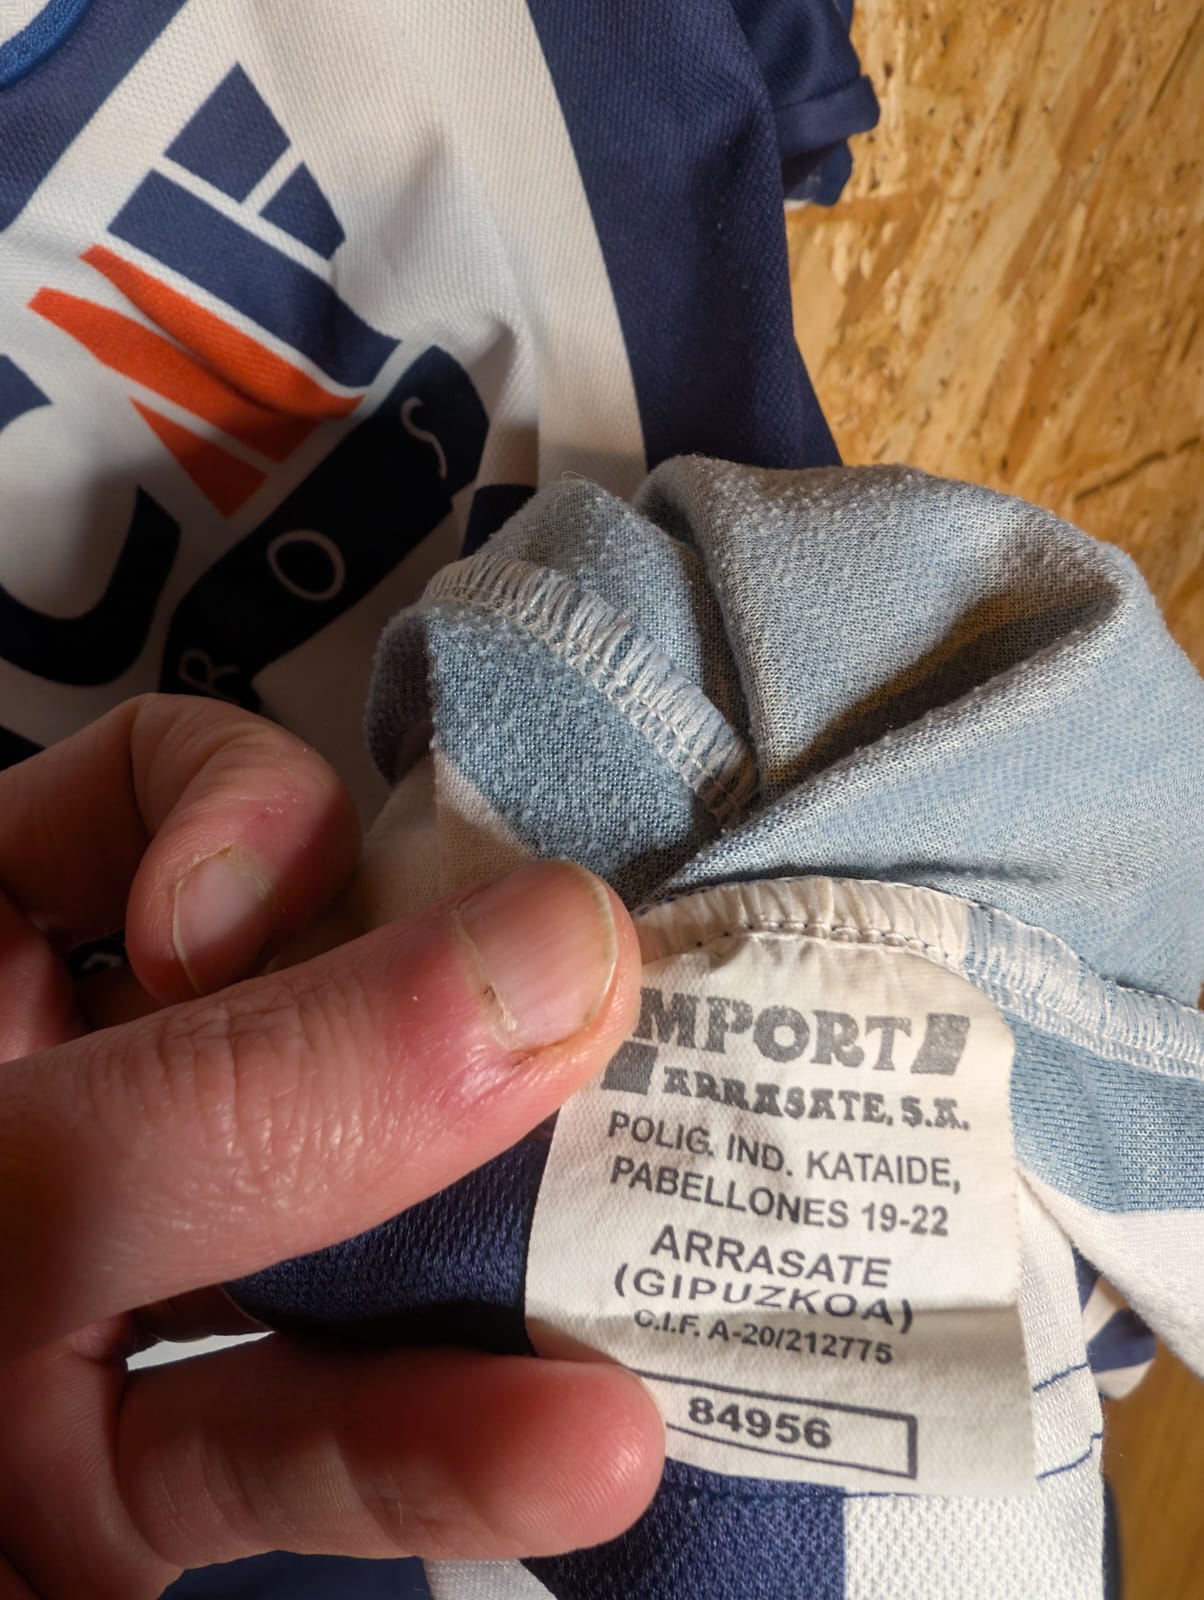 S
O
R
MPORT
ARRASATE, S.A.
POLIG. IND. KATAIDE,
PABELLONES 19-22
ARRASATE
(GIPUZKOA)
C.I.F. A-20/212775
84956